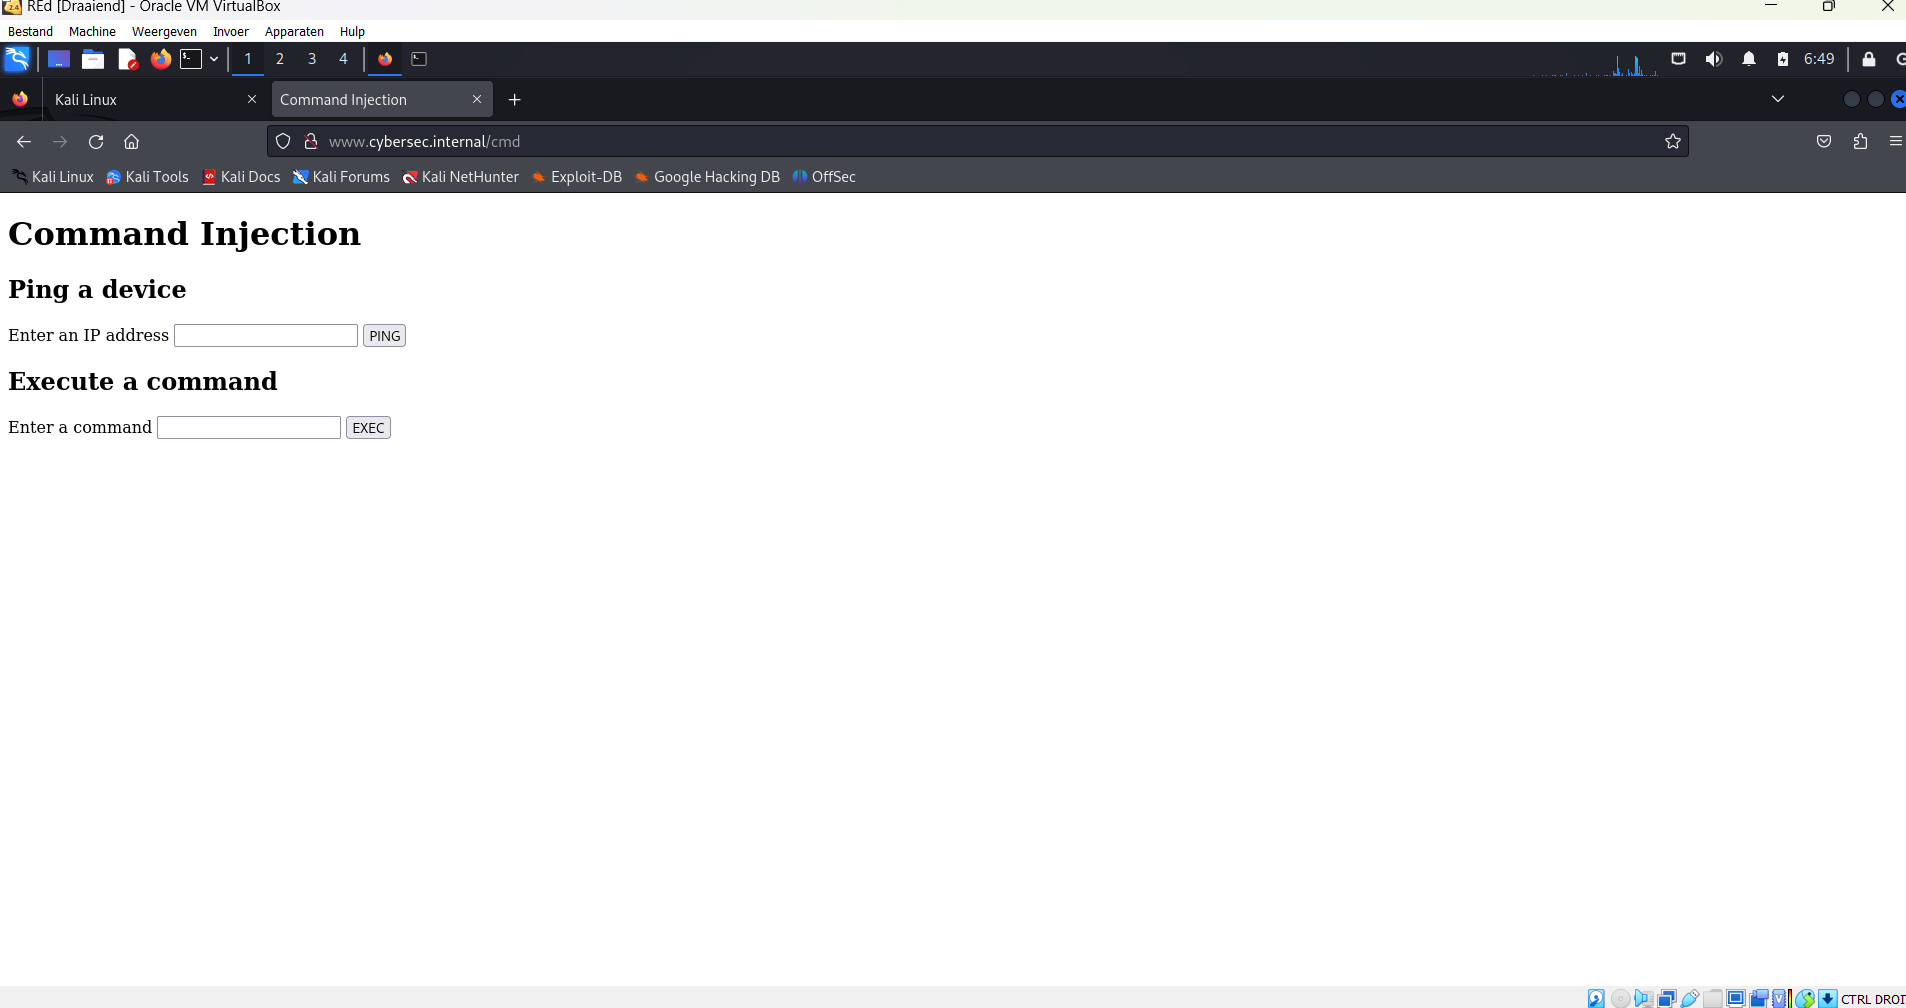 REd [Draaiend] - Oracle VM VirtualBox
Bestand Machine Weergeven Invoer Apparaten Hulp
1 2 3 4 6:49
Kali Linux Command Injection
www.cybersec.internal/cmd
Kali Linux Kali Tools Kali Docs Kali Forums Kali NetHunter Exploit-DB Google Hacking DB OffSec
Command Injection
Ping a device
Enter an IP address PING
Execute a command
Enter a command EXEC
CTRL DROI